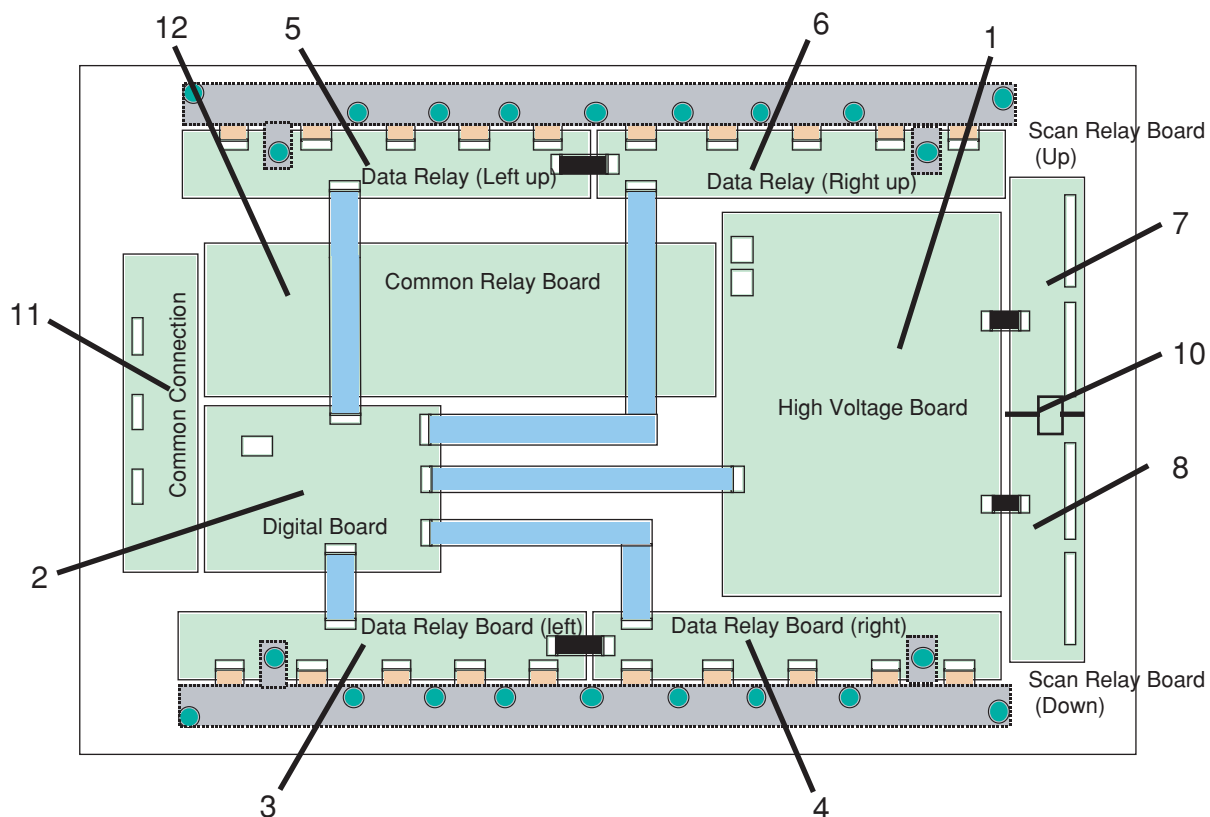 12
5
6
1
Scan Relay Board
(Up)
Data Relay (Left up)
Data Relay (Right up)
7
Common Relay Board
11
Common Connection
10
High Voltage Board
8
Digital Board
2
Data Relay Board (left)
Data Relay Board (right)
Scan Relay Board
(Down)
3
4